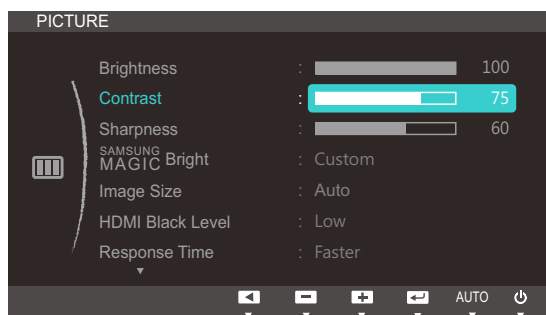 PICTURE
Brightness : 100
Contrast : 75
Sharpness : 60
SAMSUNG MAGIC Bright : Custom
Image Size : Auto
HDMI Black Level : Low
Response Time : Faster
AUTO